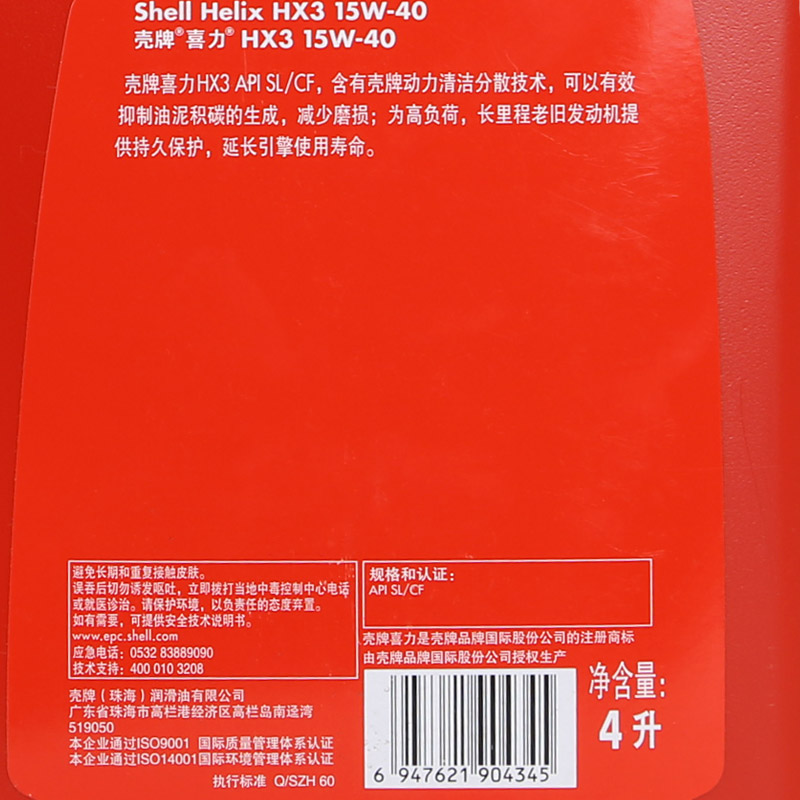 Shell Helix HX3 15W-40
壳牌®喜力® HX3 15W-40
壳牌喜力HX3 API SL/CF，含有壳牌动力清洁分散技术，可以有效
抑制油泥积碳的生成，减少磨损；为高负荷，长里程老旧发动机提
供持久保护，延长引擎使用寿命。
避免长期和重复接触皮肤。
误吞后切勿诱发呕吐，立即拨打当地中毒控制中心电话
或就医诊治。请保护环境，以负责任的态度弃置。
如有需要，可提供安全技术说明书。
www.epc.shell.com
应急电话：0532 83889090
技术支持：400 010 3208
规格和认证：
API SL/CF
壳牌喜力是壳牌品牌国际股份公司的注册商标
由壳牌品牌国际股份公司授权生产
壳牌（珠海）润滑油有限公司
广东省珠海市高栏港经济区高栏岛南迳湾
519050
本企业通过ISO9001 国际质量管理体系认证
本企业通过ISO14001国际环境管理体系认证
执行标准 Q/SZH 60
6 947621 904345
净含量：
4升